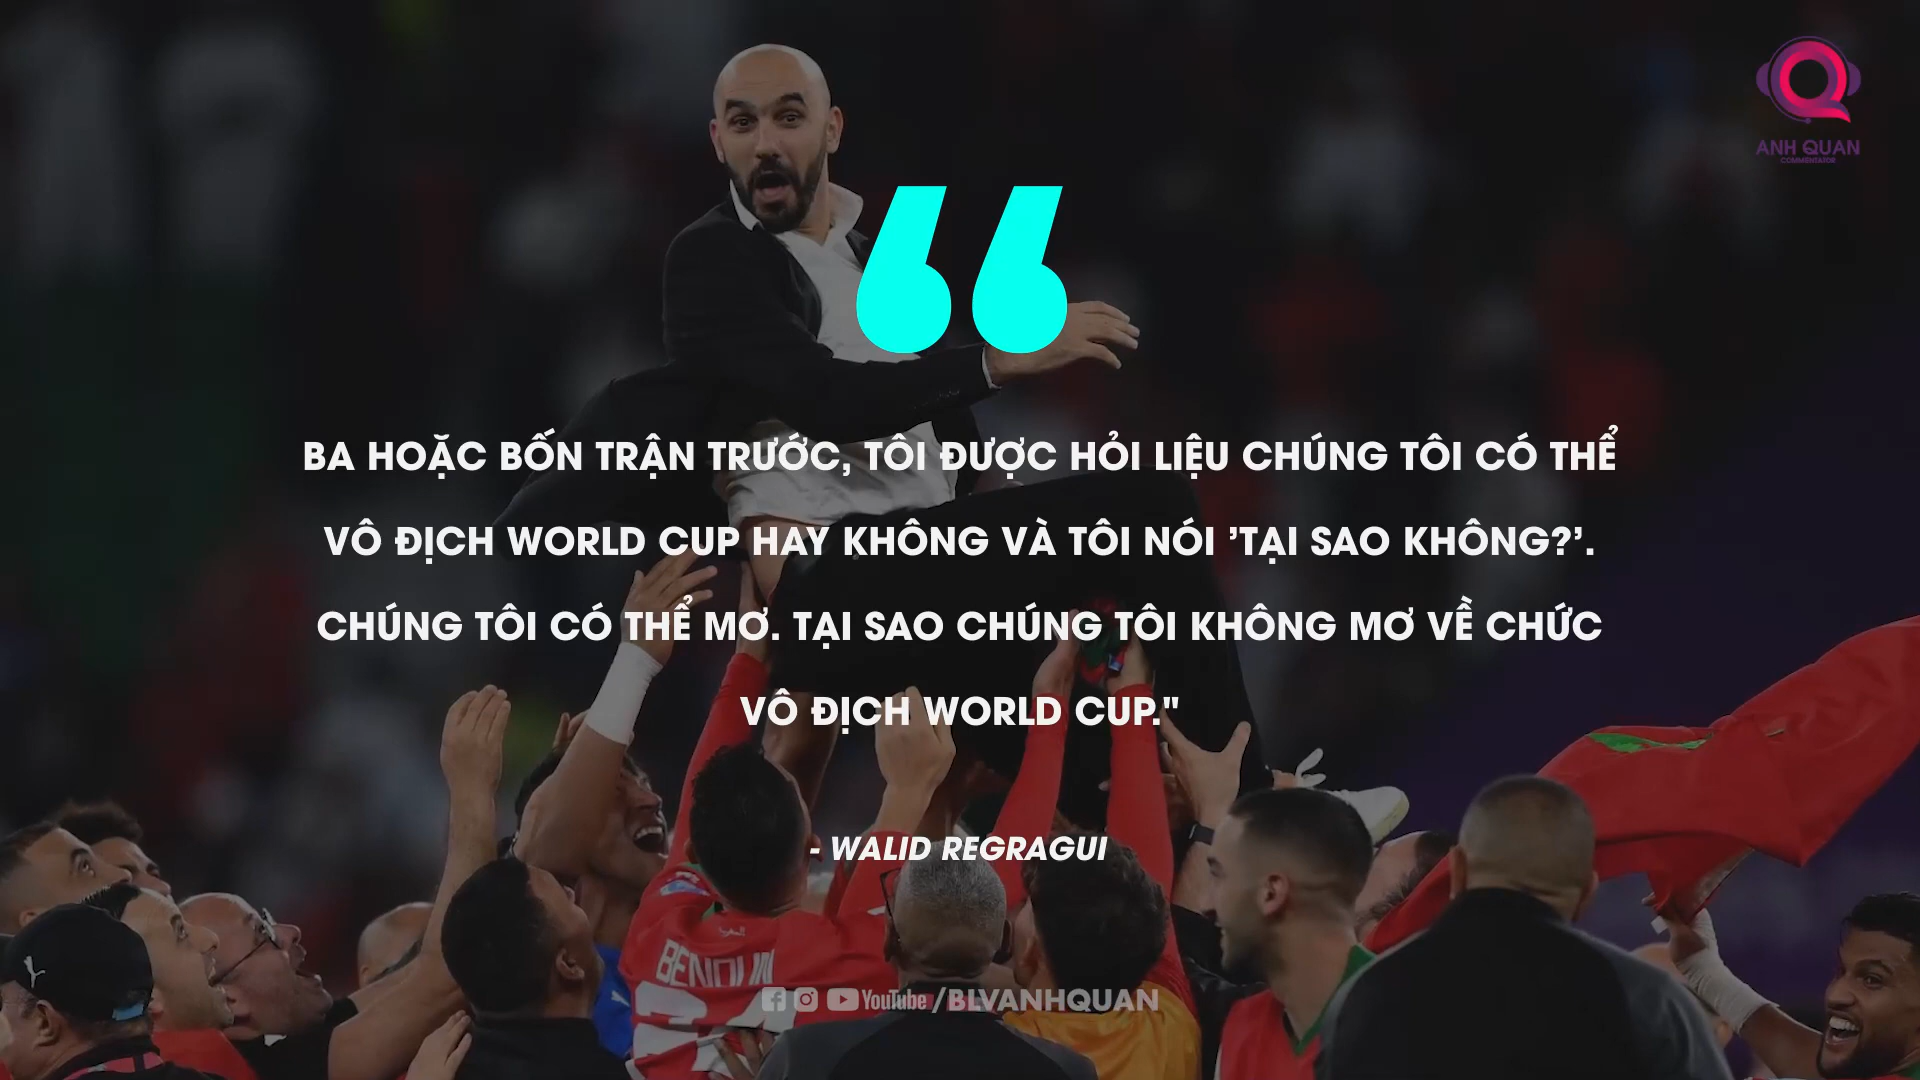 ANH QUAN
COMMENTATOR
“
BA HOẶC BỐN TRẬN TRƯỚC, TÔI ĐƯỢC HỎI LIỆU CHÚNG TÔI CÓ THỂ
VÔ ĐỊCH WORLD CUP HAY KHÔNG VÀ TÔI NÓI ’TẠI SAO KHÔNG?’.
CHÚNG TÔI CÓ THỂ MƠ. TẠI SAO CHÚNG TÔI KHÔNG MƠ VỀ CHỨC
VÔ ĐỊCH WORLD CUP."
- WALID REGRAGUI
YouTube /BLVANHQUAN